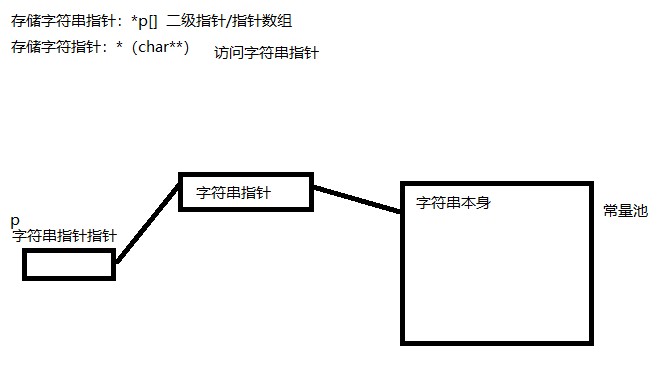 存储字符串指针：*p[]  二级指针/指针数组
存储字符指针：*（char**） 访问字符串指针
字符串指针
字符串本身
常量池
p
字符串指针指针